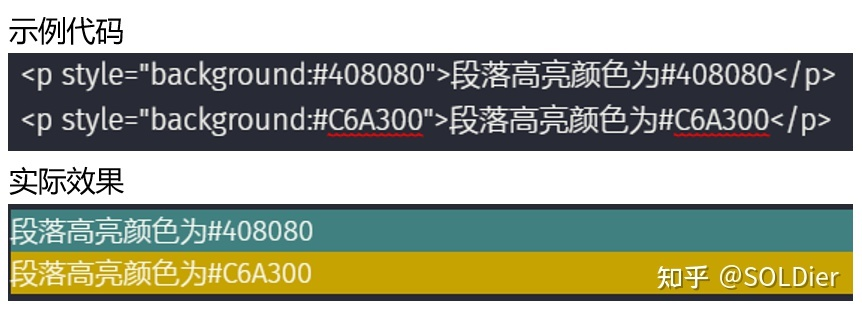 示例代码
<p style="background:#408080">段落高亮颜色为#408080</p>
<p style="background:#C6A300">段落高亮颜色为#C6A300</p>
实际效果
段落高亮颜色为#408080
段落高亮颜色为#C6A300
知乎 @SOLDier